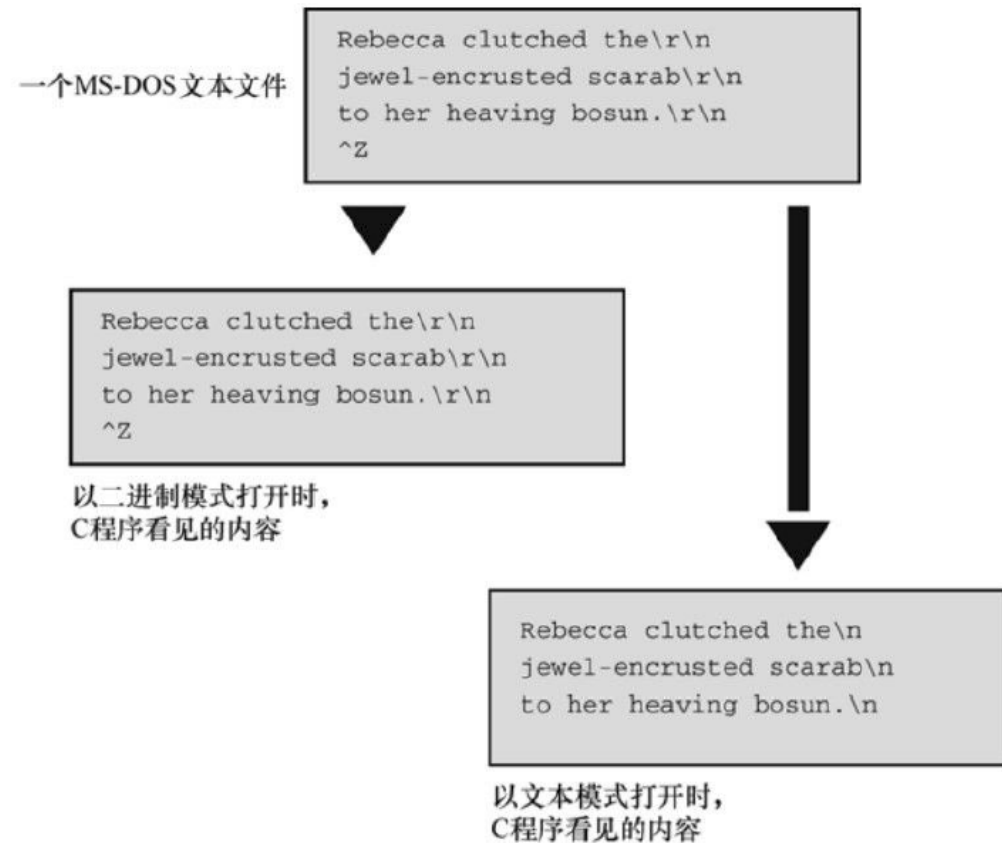 Rebecca clutched the\r\n
一个MS-DOS文本文件
jewel-encrusted scarab\r\n
to her heaving bosun.\r\n
^Z
Rebecca clutched the\r\n
jewel-encrusted scarab\r\n
to her heaving bosun.\r\n
^Z
以二进制模式打开时，
C程序看见的内容
Rebecca clutched the\n
jewel-encrusted scarab\n
to her heaving bosun.\n
以文本模式打开时，
C程序看见的内容